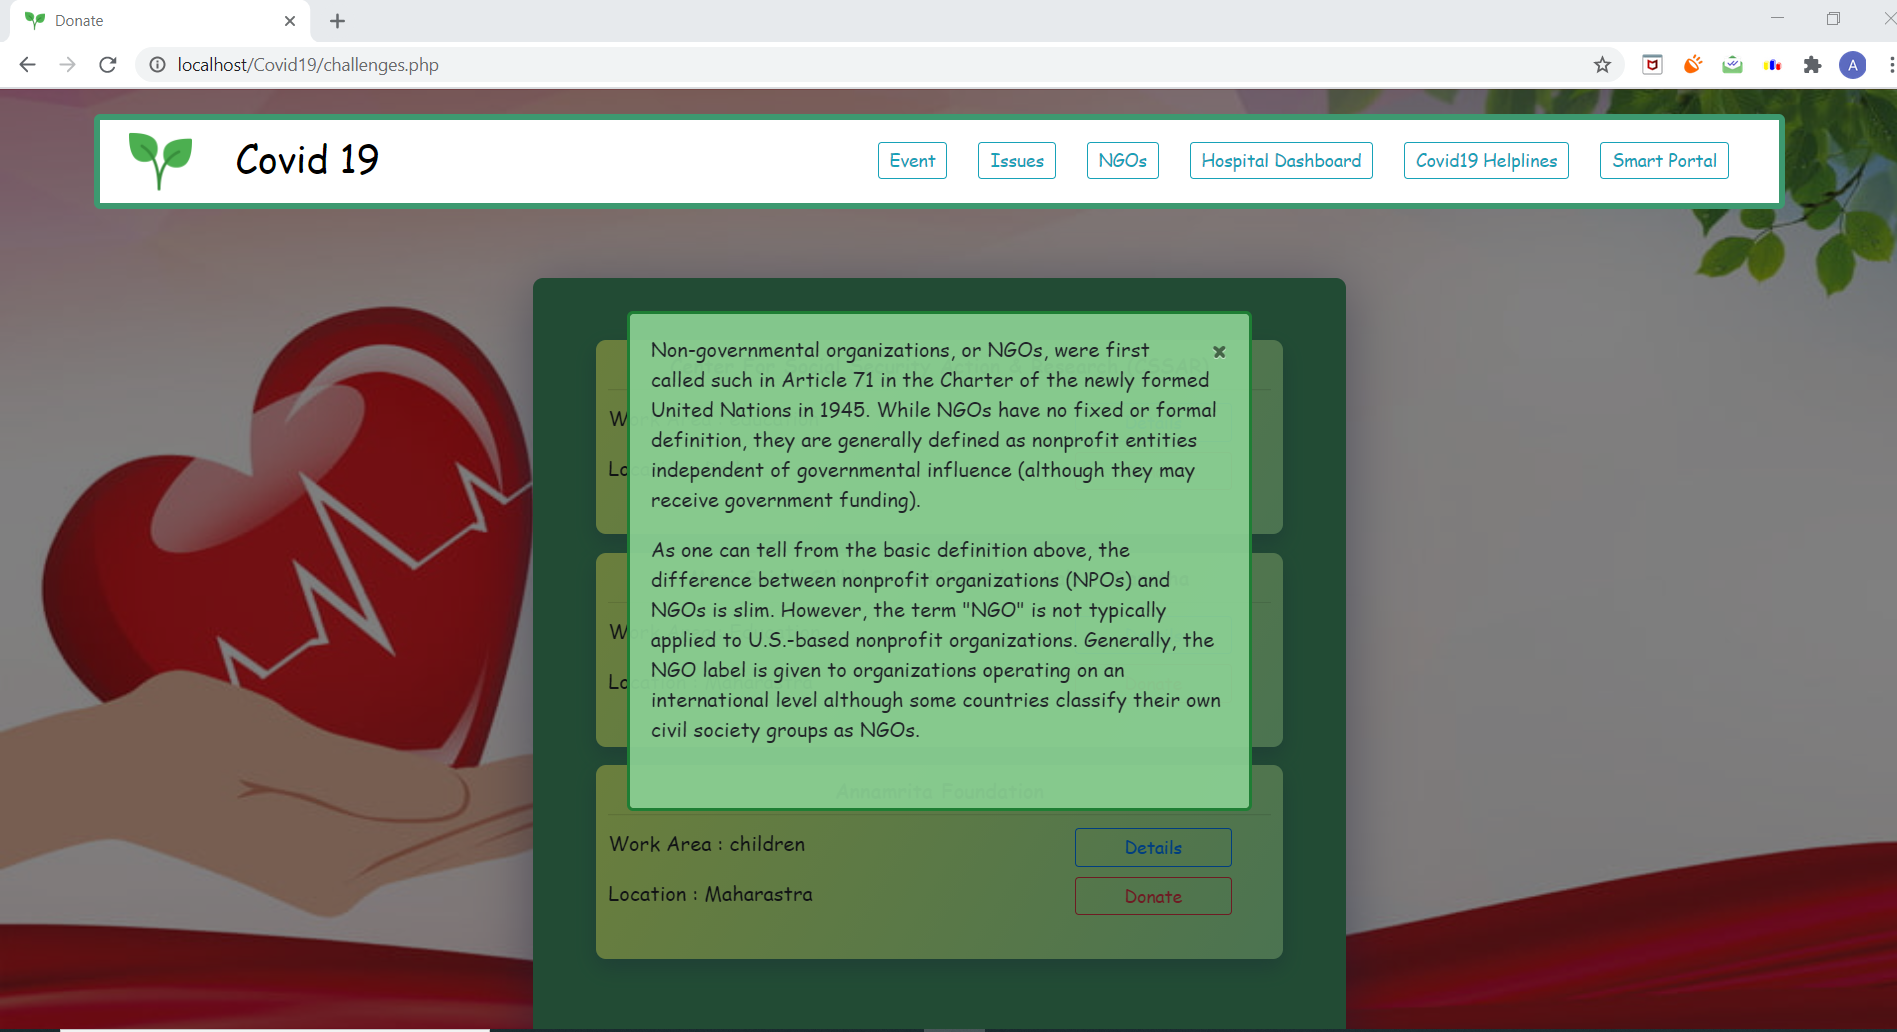 Donate
localhost/Covid19/challenges.php
A
Covid 19
Event
Issues
NGOs
Hospital Dashboard
Covid19 Helplines
Smart Portal
Non-governmental organizations, or NGOs, were first
called such in Article 71 in the Charter of the newly formed
United Nations in 1945. While NGOs have no fixed or formal
definition, they are generally defined as nonprofit entities
independent of governmental influence (although they may
receive government funding).
As one can tell from the basic definition above, the
difference between nonprofit organizations (NPOs) and
NGOs is slim. However, the term "NGO" is not typically
applied to U.S.-based nonprofit organizations. Generally, the
NGO label is given to organizations operating on an
international level although some countries classify their own
civil society groups as NGOs.
Annamrita Foundation
Work Area : children
Details
Location : Maharastra
Donate